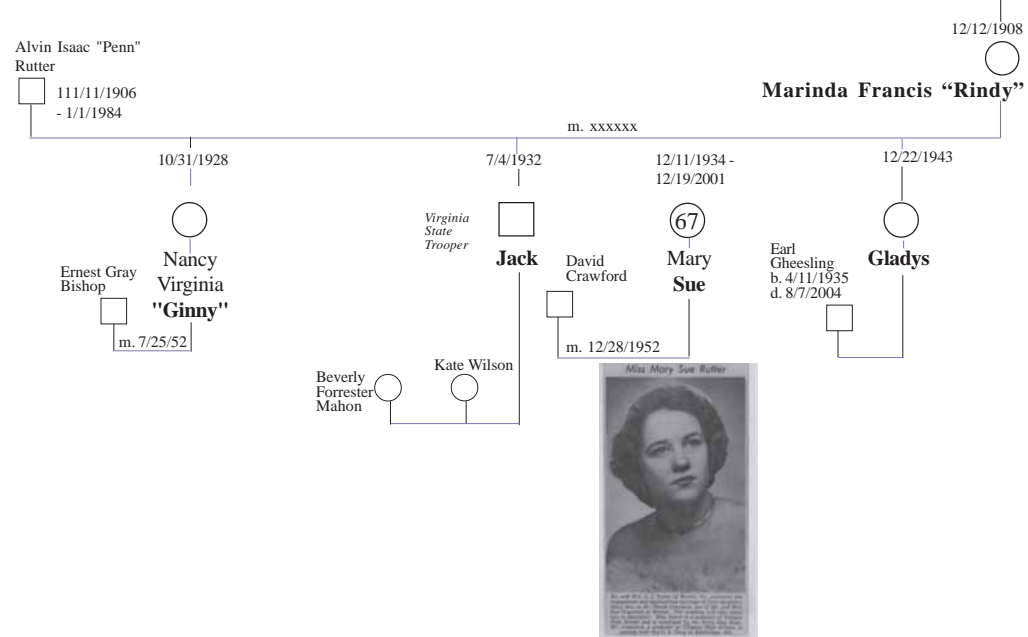 12/12/1908
Alvin Isaac "Penn"
Rutter
111/11/1906
- 1/1/1984
Marinda Francis “Rindy”
m. xxxxxx
10/31/1928
7/4/1932
12/11/1934 -
12/19/2001
12/22/1943
Virginia
State
Trooper
67
Nancy
Virginia
"Ginny"
Jack
Mary
Sue
Gladys
Ernest Gray
Bishop
David
Crawford
Earl
Gheesling
b. 4/11/1935
d. 8/7/2004
m. 7/25/52
m. 12/28/1952
Beverly
Forrester
Mahon
Kate Wilson
Miss Mary Sue Rutter